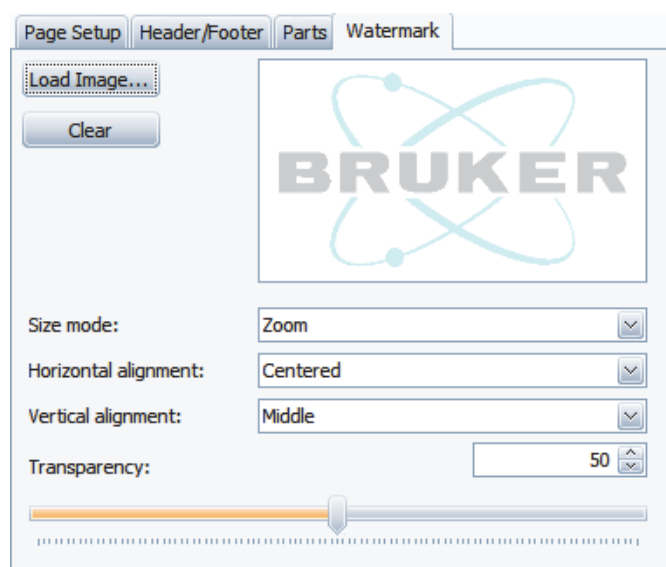 Page Setup Header/Footer Parts Watermark
Load Image...
Clear
BRUKER
Size mode: Zoom
Horizontal alignment: Centered
Vertical alignment: Middle
Transparency: 50